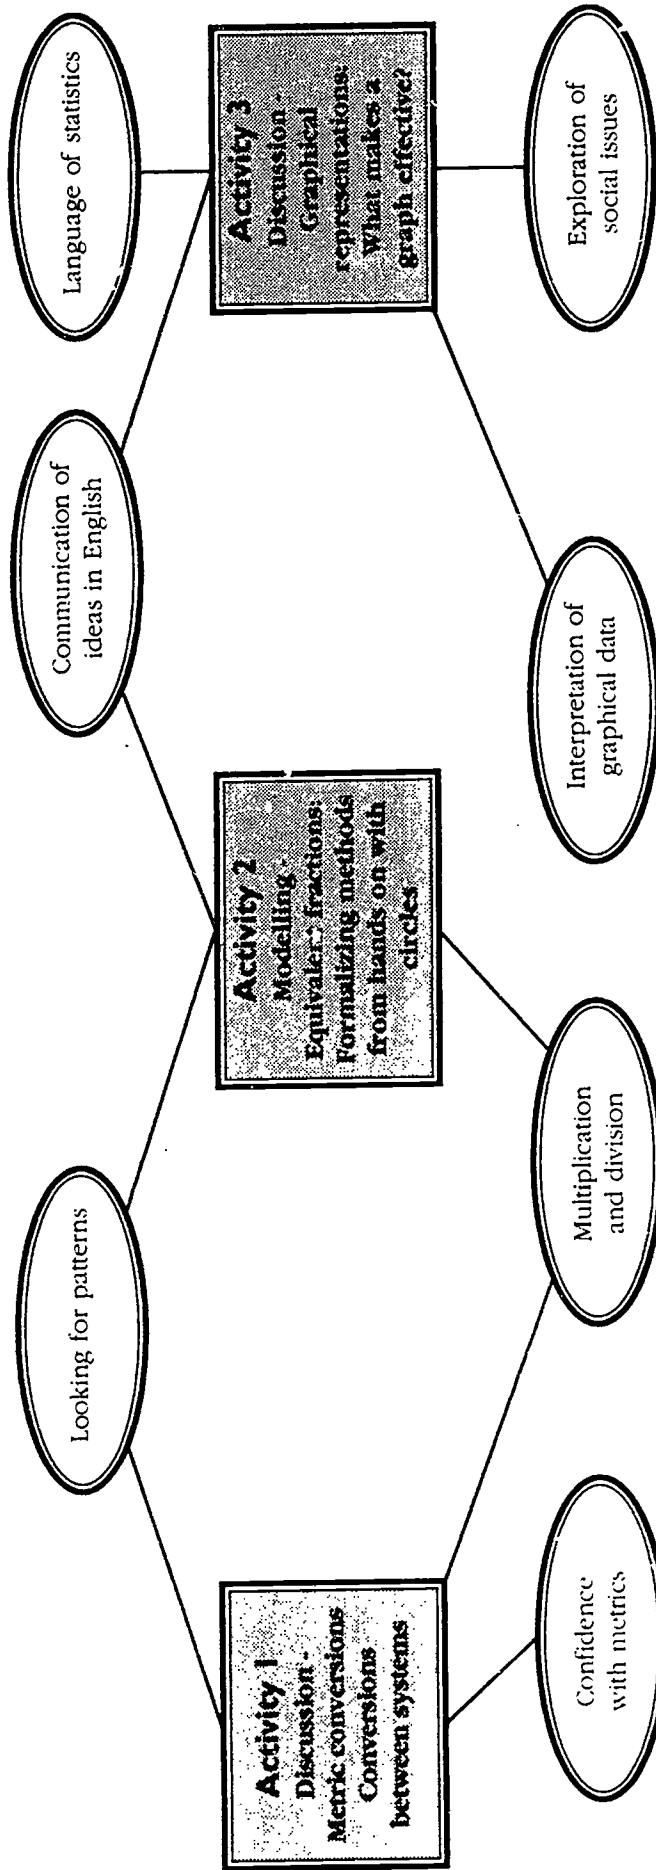 Looking for patterns
Communication of
ideas in English
Language of statistics
Activity 1
Discussion -
Metric conversions
Conversions
between systems
Activity 2
Modelling -
fractions:
Formalizing methods
from hands on with
circles
Activity 3
Discussion -
Graphical
representations:
What makes a
graph effective?
Confidence
with metrics
Multiplication
and division
Interpretation of
graphical data
Exploration of
social issues